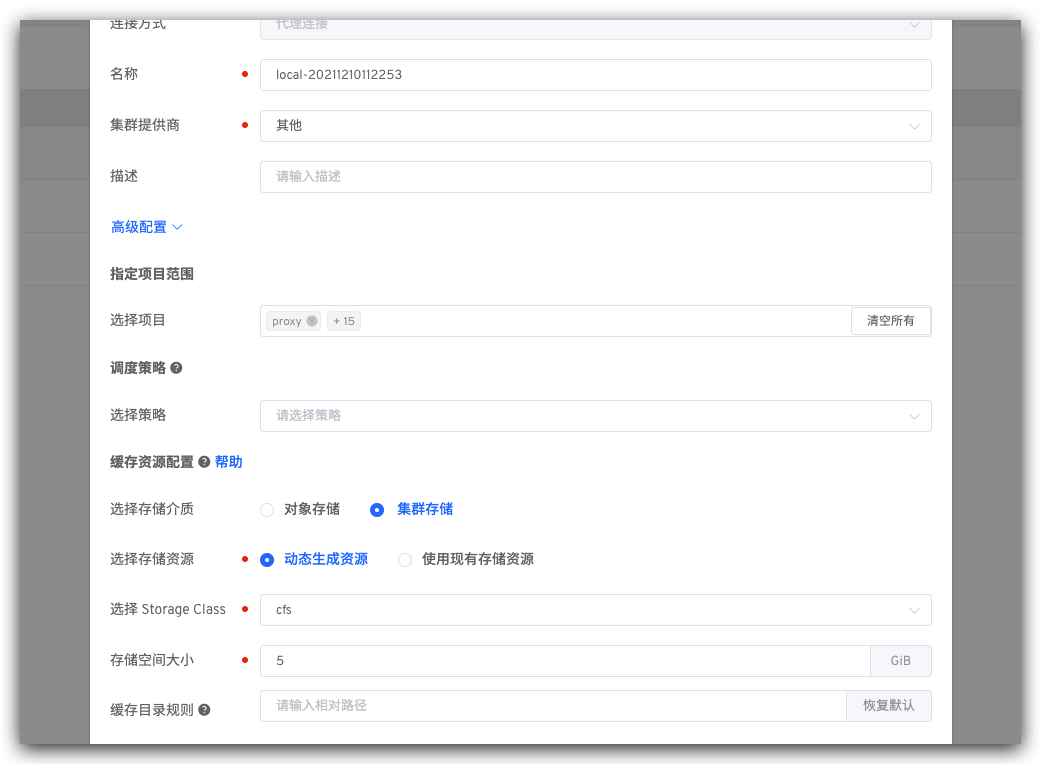 连接方式 代理连接
名称 local-20211210112253
集群提供商 其他
描述 请输入描述
高级配置
指定项目范围
选择项目 proxy + 15 清空所有
调度策略
选择策略 请选择策略
缓存资源配置 帮助
选择存储介质 对象存储 集群存储
选择存储资源 动态生成资源 使用现有存储资源
选择 Storage Class cfs
存储空间大小 5 GiB
缓存目录规则 请输入相对路径 恢复默认